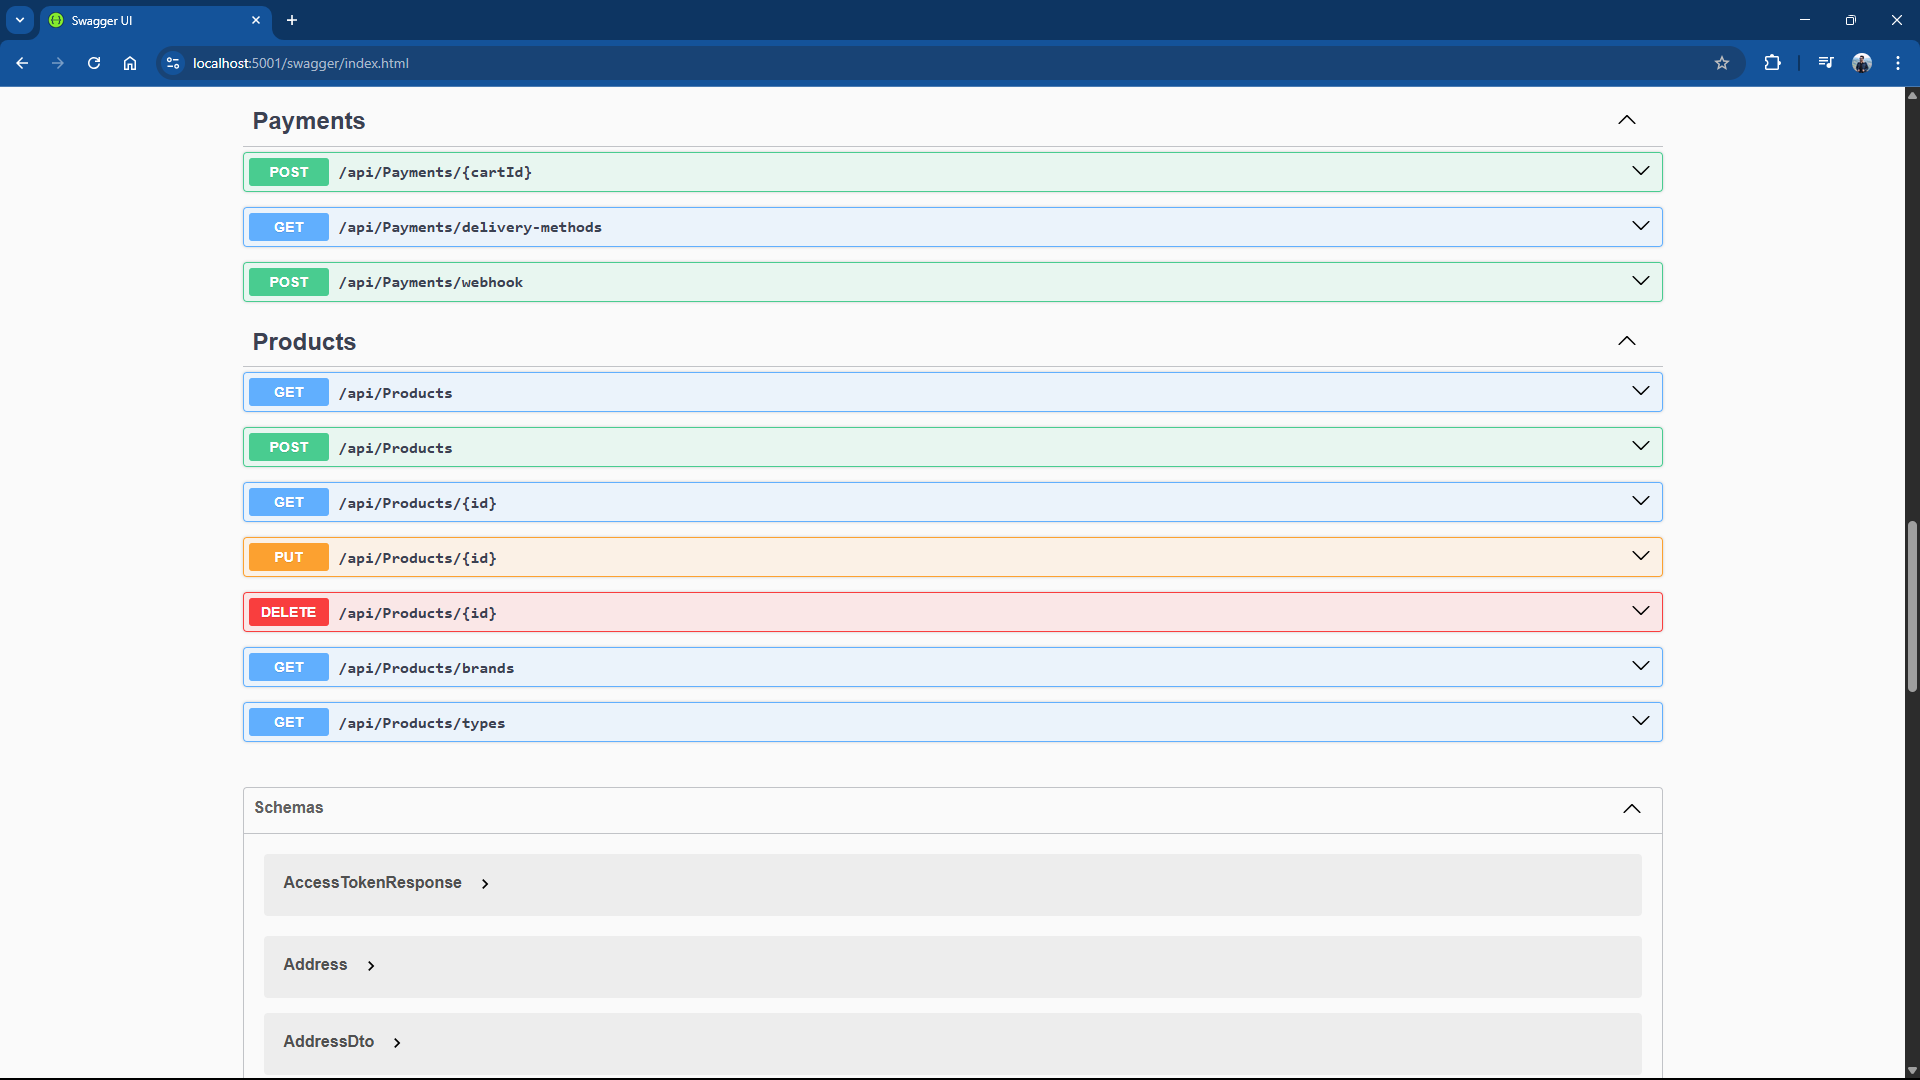 Swagger UI
localhost:5001/swagger/index.html
Payments
POST /api/Payments/{cartId}
GET /api/Payments/delivery-methods
POST /api/Payments/webhook
Products
GET /api/Products
POST /api/Products
GET /api/Products/{id}
PUT /api/Products/{id}
DELETE /api/Products/{id}
GET /api/Products/brands
GET /api/Products/types
Schemas
AccessTokenResponse
Address
AddressDto